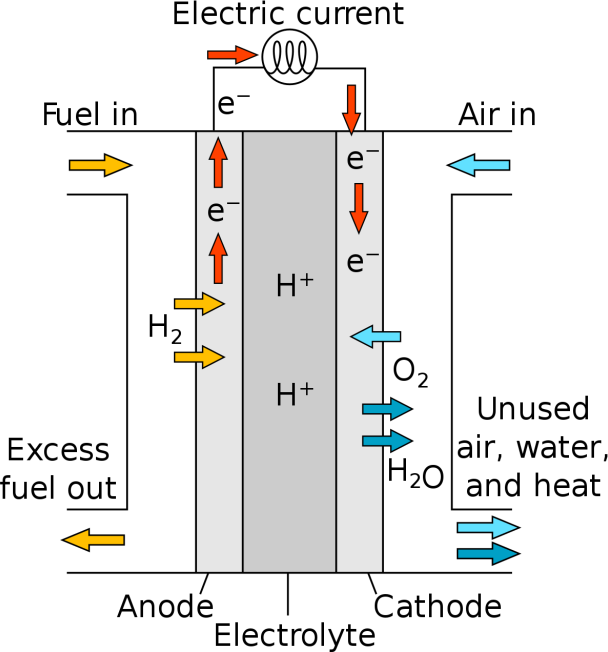 Electric current
e⁻
Fuel in
Air in
e⁻
e⁻
e⁻
H⁺
H₂
O₂
H⁺
Excess
fuel out
Unused
air, water,
and heat
H₂O
Anode
Cathode
Electrolyte